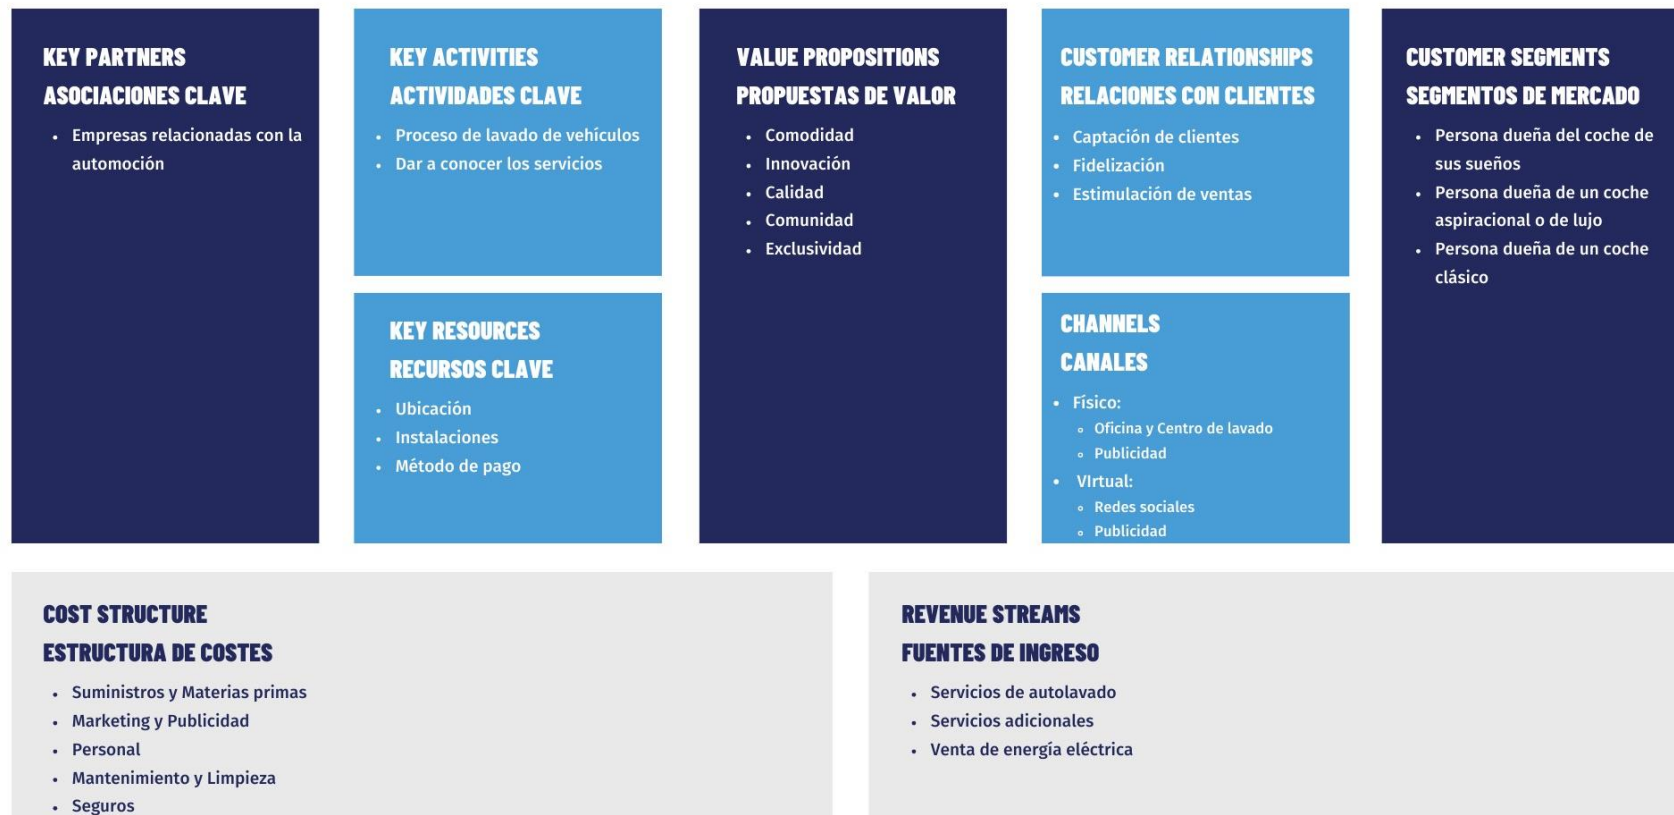 KEY PARTNERS
ASOCIACIONES CLAVE
• Empresas relacionadas con la
automoción
KEY ACTIVITIES
ACTIVIDADES CLAVE
• Proceso de lavado de vehículos
• Dar a conocer los servicios
KEY RESOURCES
RECURSOS CLAVE
• Ubicación
• Instalaciones
• Método de pago
VALUE PROPOSITIONS
PROPUESTAS DE VALOR
• Comodidad
• Innovación
• Calidad
• Comunidad
• Exclusividad
CUSTOMER RELATIONSHIPS
RELACIONES CON CLIENTES
• Captación de clientes
• Fidelización
• Estimulación de ventas
CHANNELS
CANALES
• Físico:
◦ Oficina y Centro de lavado
◦ Publicidad
• VIrtual:
◦ Redes sociales
◦ Publicidad
CUSTOMER SEGMENTS
SEGMENTOS DE MERCADO
• Persona dueña del coche de
sus sueños
• Persona dueña de un coche
aspiracional o de lujo
• Persona dueña de un coche
clásico
COST STRUCTURE
ESTRUCTURA DE COSTES
• Suministros y Materias primas
• Marketing y Publicidad
• Personal
• Mantenimiento y Limpieza
• Seguros
REVENUE STREAMS
FUENTES DE INGRESO
• Servicios de autolavado
• Servicios adicionales
• Venta de energía eléctrica